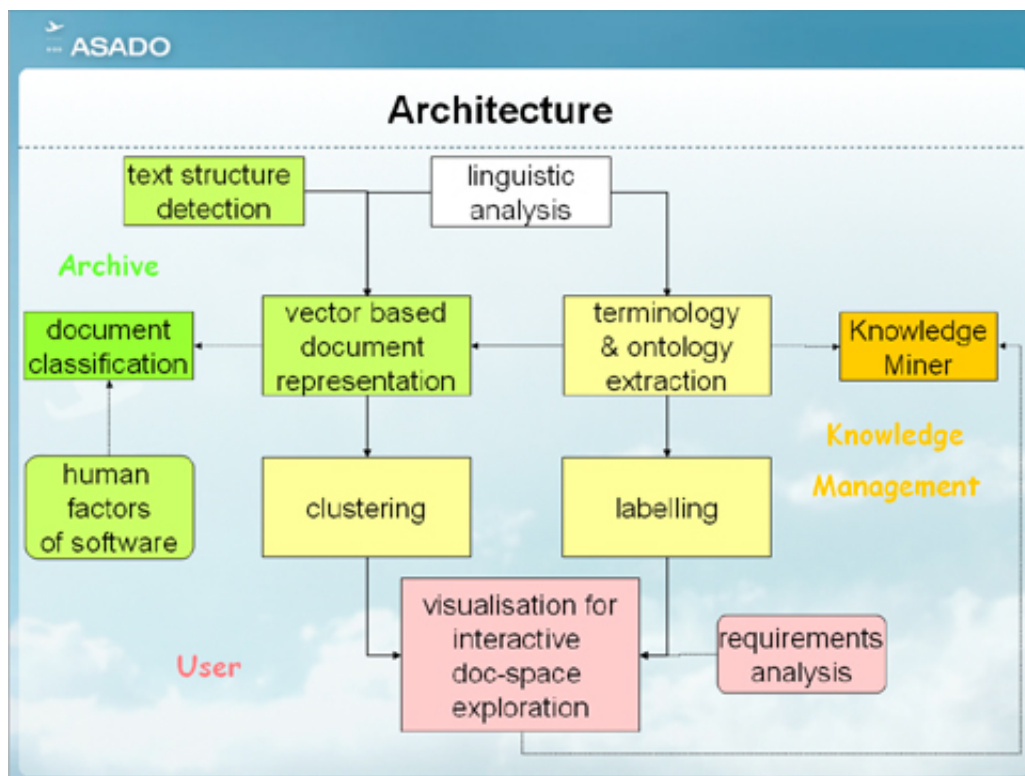 ASADO
Architecture
text structure
detection
linguistic
analysis
Archive
document
classification
vector based
document
representation
terminology
& ontology
extraction
Knowledge
Miner
Knowledge
Management
human
factors
of software
clustering
labelling
visualisation for
interactive
doc-space
exploration
requirements
analysis
User